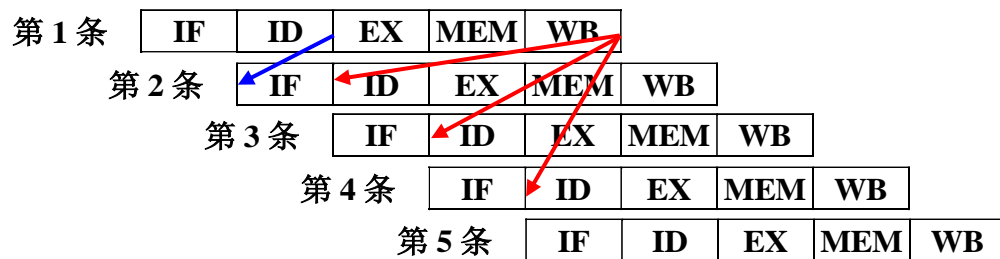 第 1 条 IF ID EX MEM WB
第 2 条 IF ID EX MEM WB
第 3 条 IF ID EX MEM WB
第 4 条 IF ID EX MEM WB
第 5 条 IF ID EX MEM WB